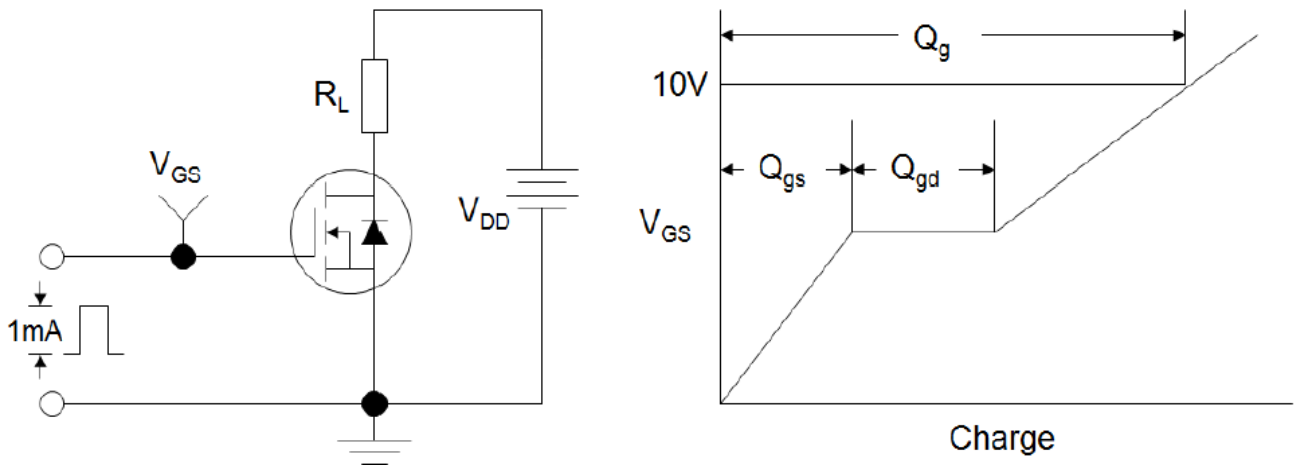 R_L
V_GS
V_DD
1mA
Q_g
10V
Q_gs
Q_gd
V_GS
Charge